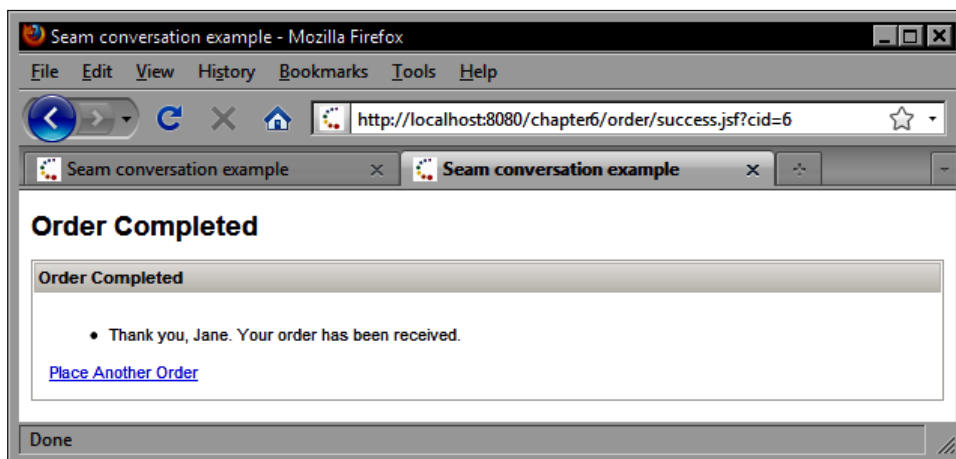 Seam conversation example - Mozilla Firefox
File Edit View History Bookmarks Tools Help
http://localhost:8080/chapter6/order/success.jsf?cid=6
Seam conversation example
Seam conversation example
Order Completed
Order Completed
• Thank you, Jane. Your order has been received.
Place Another Order
Done